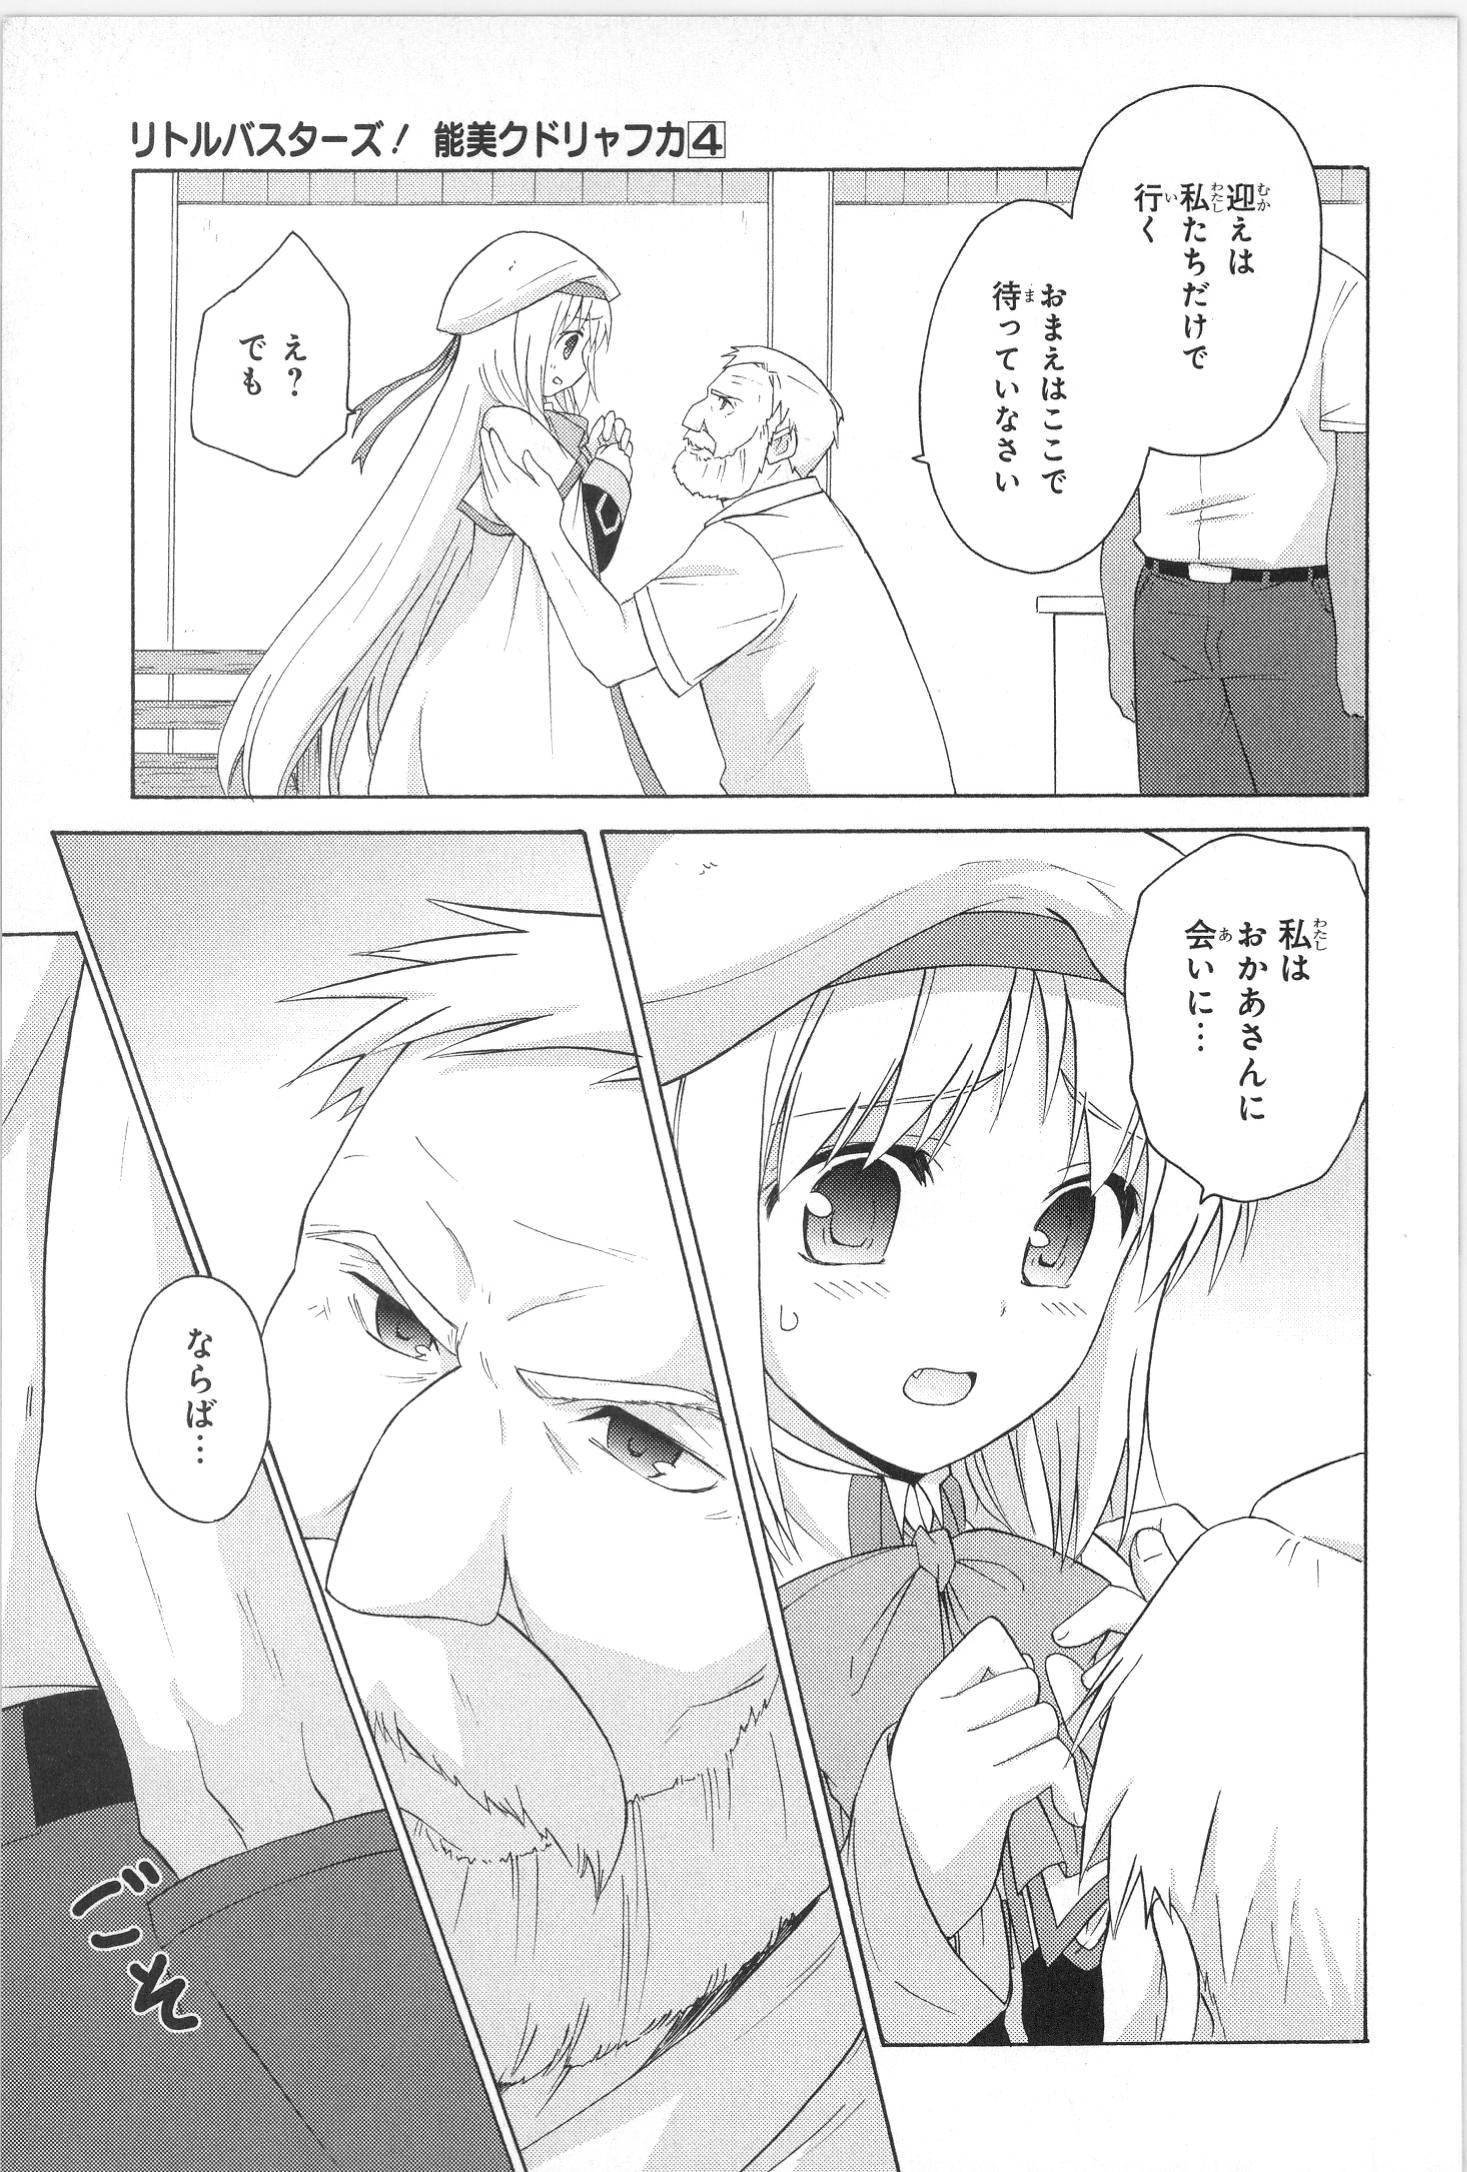 リトルバスターズ! 能美クドリャフカ4
迎えは
私たちだけで
行く
おまえはここで
待っていなさい
え?
でも
私は
おかあさんに
会いに…
ならば…
ごそ